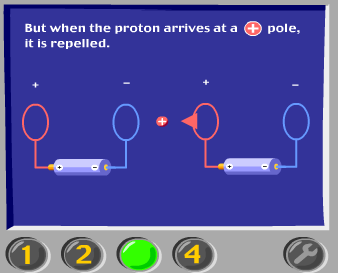 But when the proton arrives at a + pole,
it is repelled.
+ − + −
+
+ − + −
1 2 4